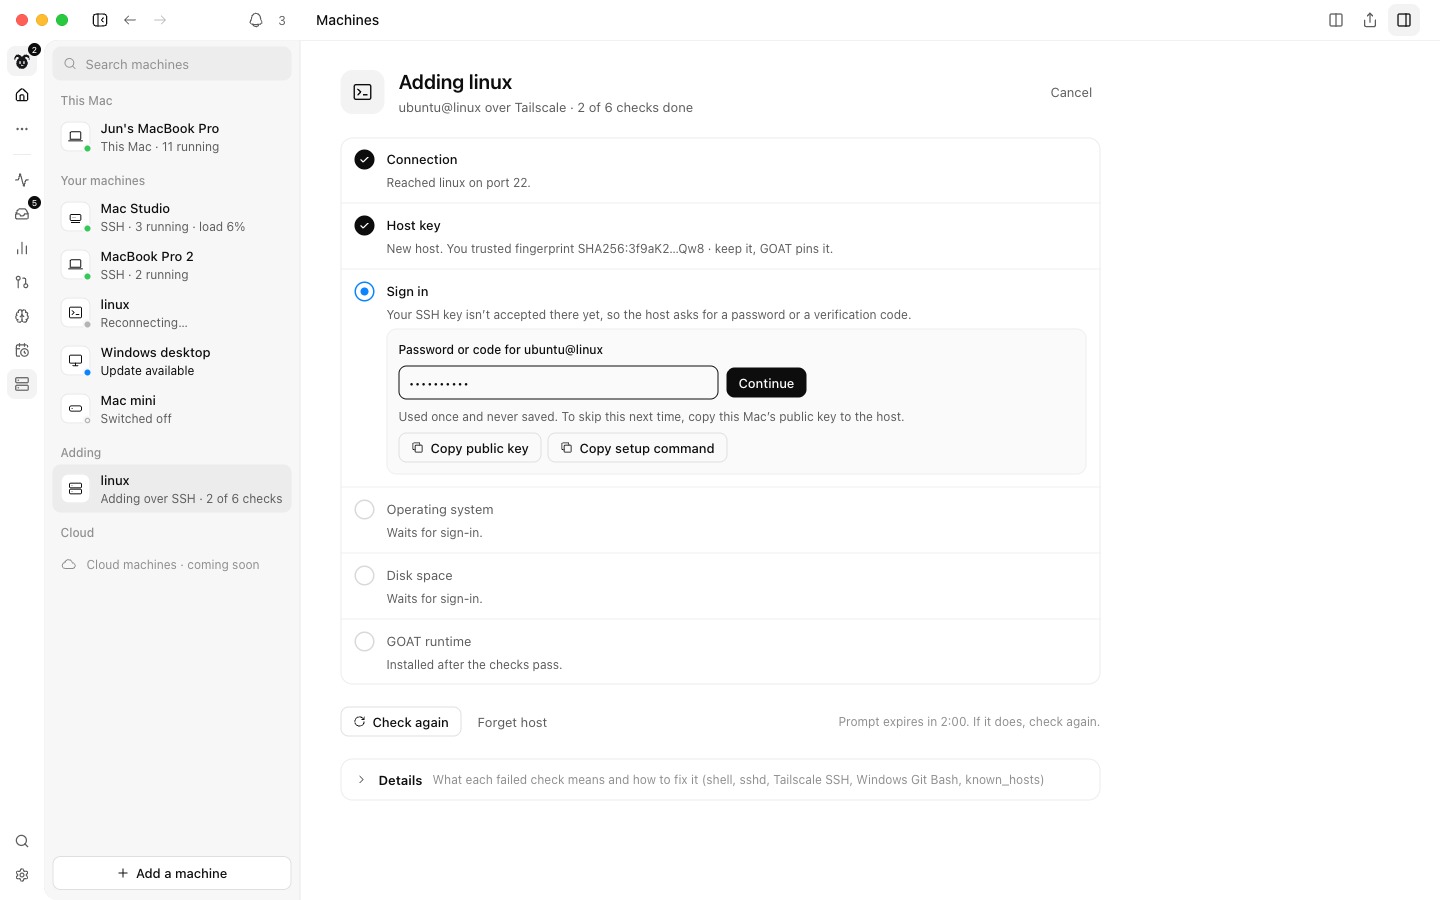 3
Machines
2
Search machines
This Mac
Jun's MacBook Pro
This Mac · 11 running
Your machines
Mac Studio
SSH · 3 running · load 6%
5
MacBook Pro 2
SSH · 2 running
linux
Reconnecting…
Windows desktop
Update available
Mac mini
Switched off
Adding
linux
Adding over SSH · 2 of 6 checks
Cloud
Cloud machines · coming soon
Add a machine
Adding linux
ubuntu@linux over Tailscale · 2 of 6 checks done
Cancel
Connection
Reached linux on port 22.
Host key
New host. You trusted fingerprint SHA256:3f9aK2…Qw8 · keep it, GOAT pins it.
Sign in
Your SSH key isn't accepted there yet, so the host asks for a password or a verification code.
Password or code for ubuntu@linux
Continue
Used once and never saved. To skip this next time, copy this Mac's public key to the host.
Copy public key
Copy setup command
Operating system
Waits for sign-in.
Disk space
Waits for sign-in.
GOAT runtime
Installed after the checks pass.
Check again
Forget host
Prompt expires in 2:00. If it does, check again.
Details What each failed check means and how to fix it (shell, sshd, Tailscale SSH, Windows Git Bash, known_hosts)